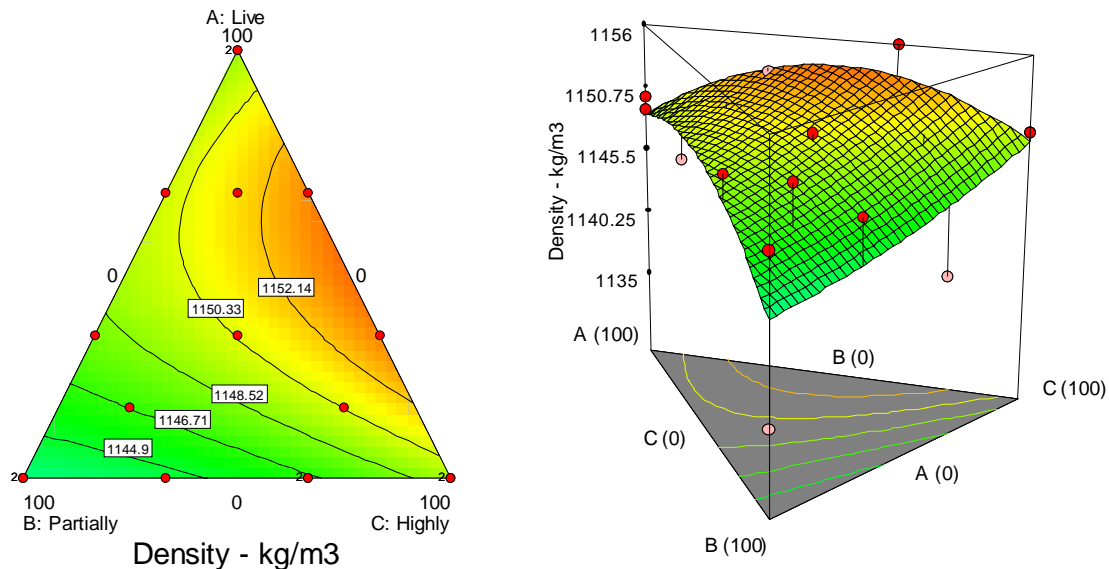 A: Live
100
2
0
0
1152.14
1150.33
1148.52
1146.71
1144.9
2
2
2
100
0
100
B: Partially
C: Highly
Density - kg/m3
1156
1150.75
1145.5
1140.25
1135
Density - kg/m3
A (100)
B (0)
C (100)
C (0)
A (0)
B (100)